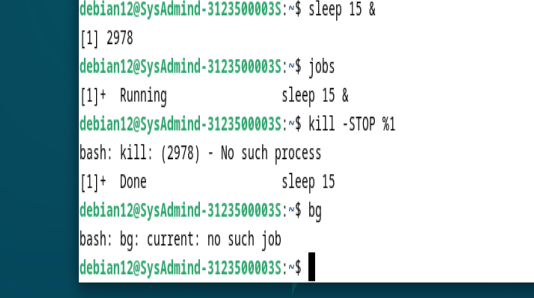 debian12@SysAdmind-3123500003S:~$ sleep 15 &
[1] 2978
debian12@SysAdmind-3123500003S:~$ jobs
[1]+  Running                 sleep 15 &
debian12@SysAdmind-3123500003S:~$ kill -STOP %1
bash: kill: (2978) - No such process
[1]+  Done                    sleep 15
debian12@SysAdmind-3123500003S:~$ bg
bash: bg: current: no such job
debian12@SysAdmind-3123500003S:~$